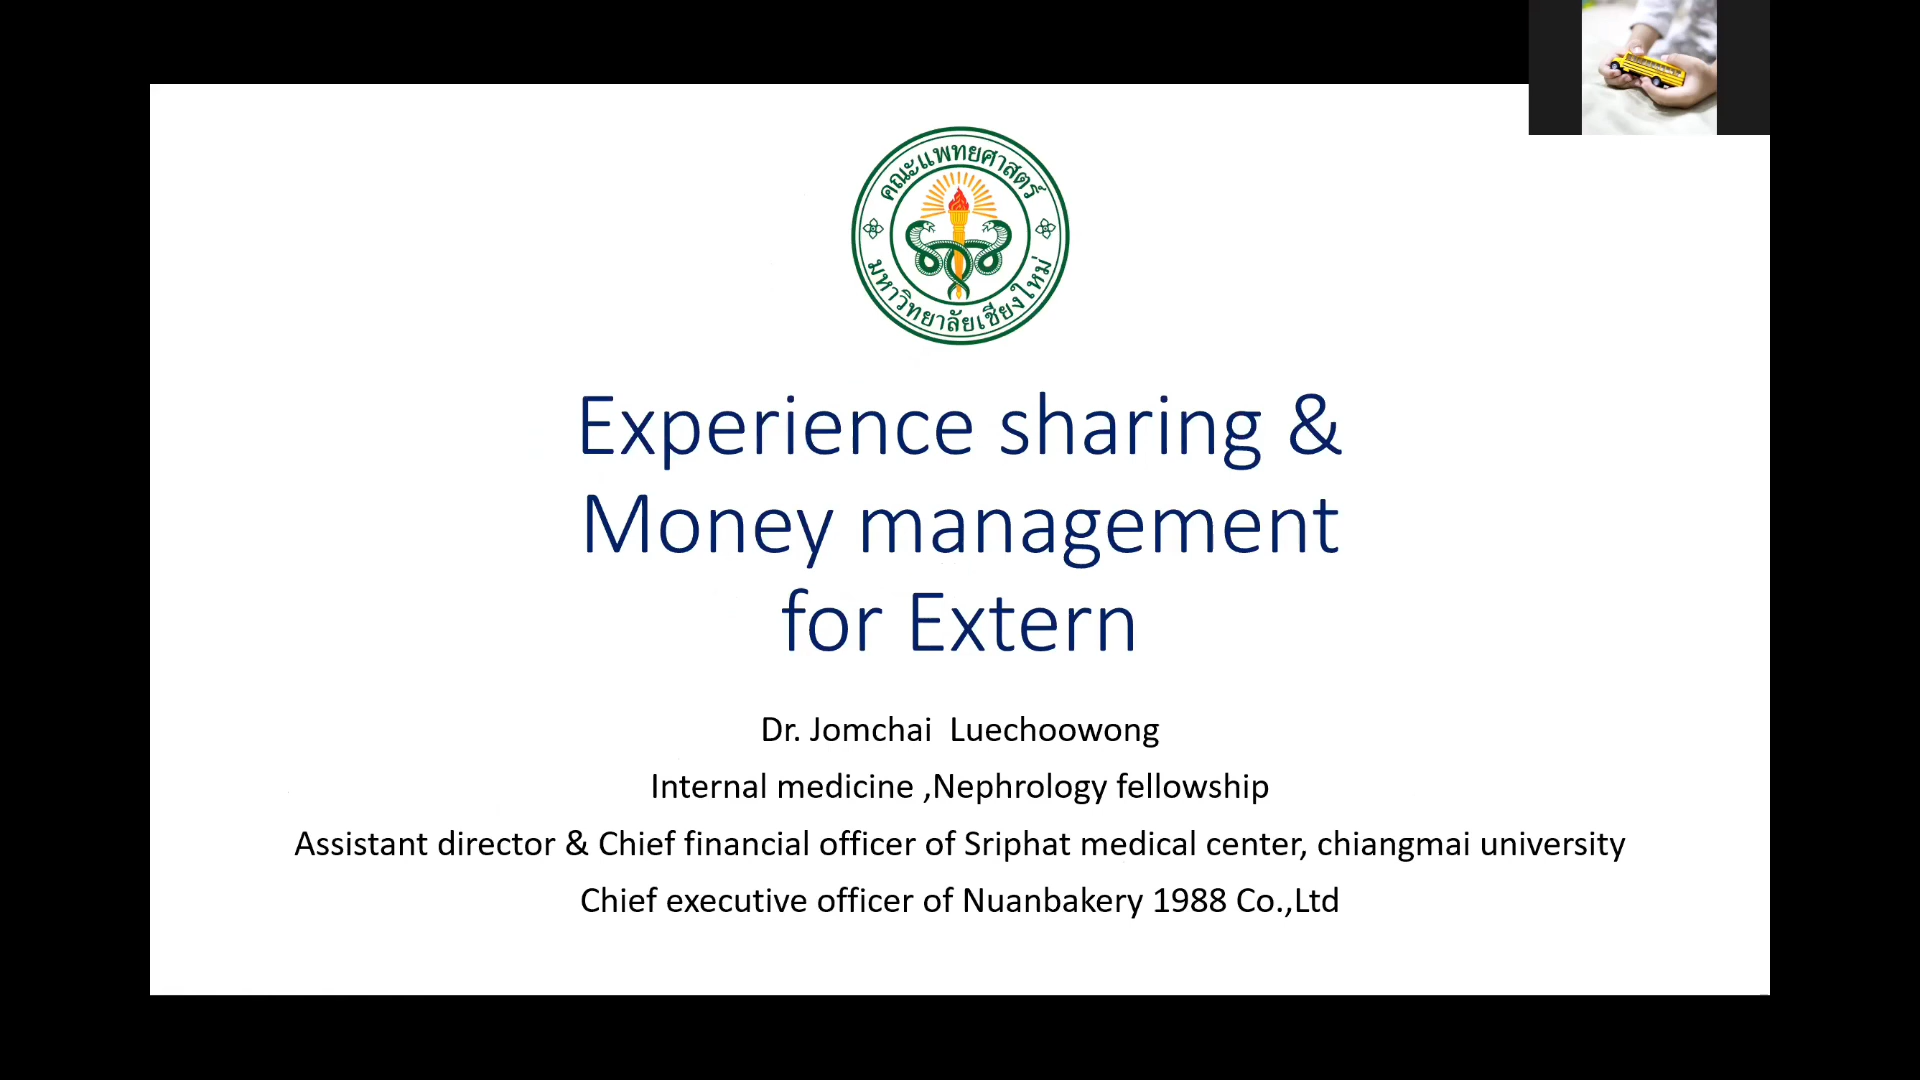 คณะแพทยศาสตร์
มหาวิทยาลัยเชียงใหม่
Experience sharing &
Money management
for Extern
Dr. Jomchai  Luechoowong
Internal medicine ,Nephrology fellowship
Assistant director & Chief financial officer of Sriphat medical center, chiangmai university
Chief executive officer of Nuanbakery 1988 Co.,Ltd